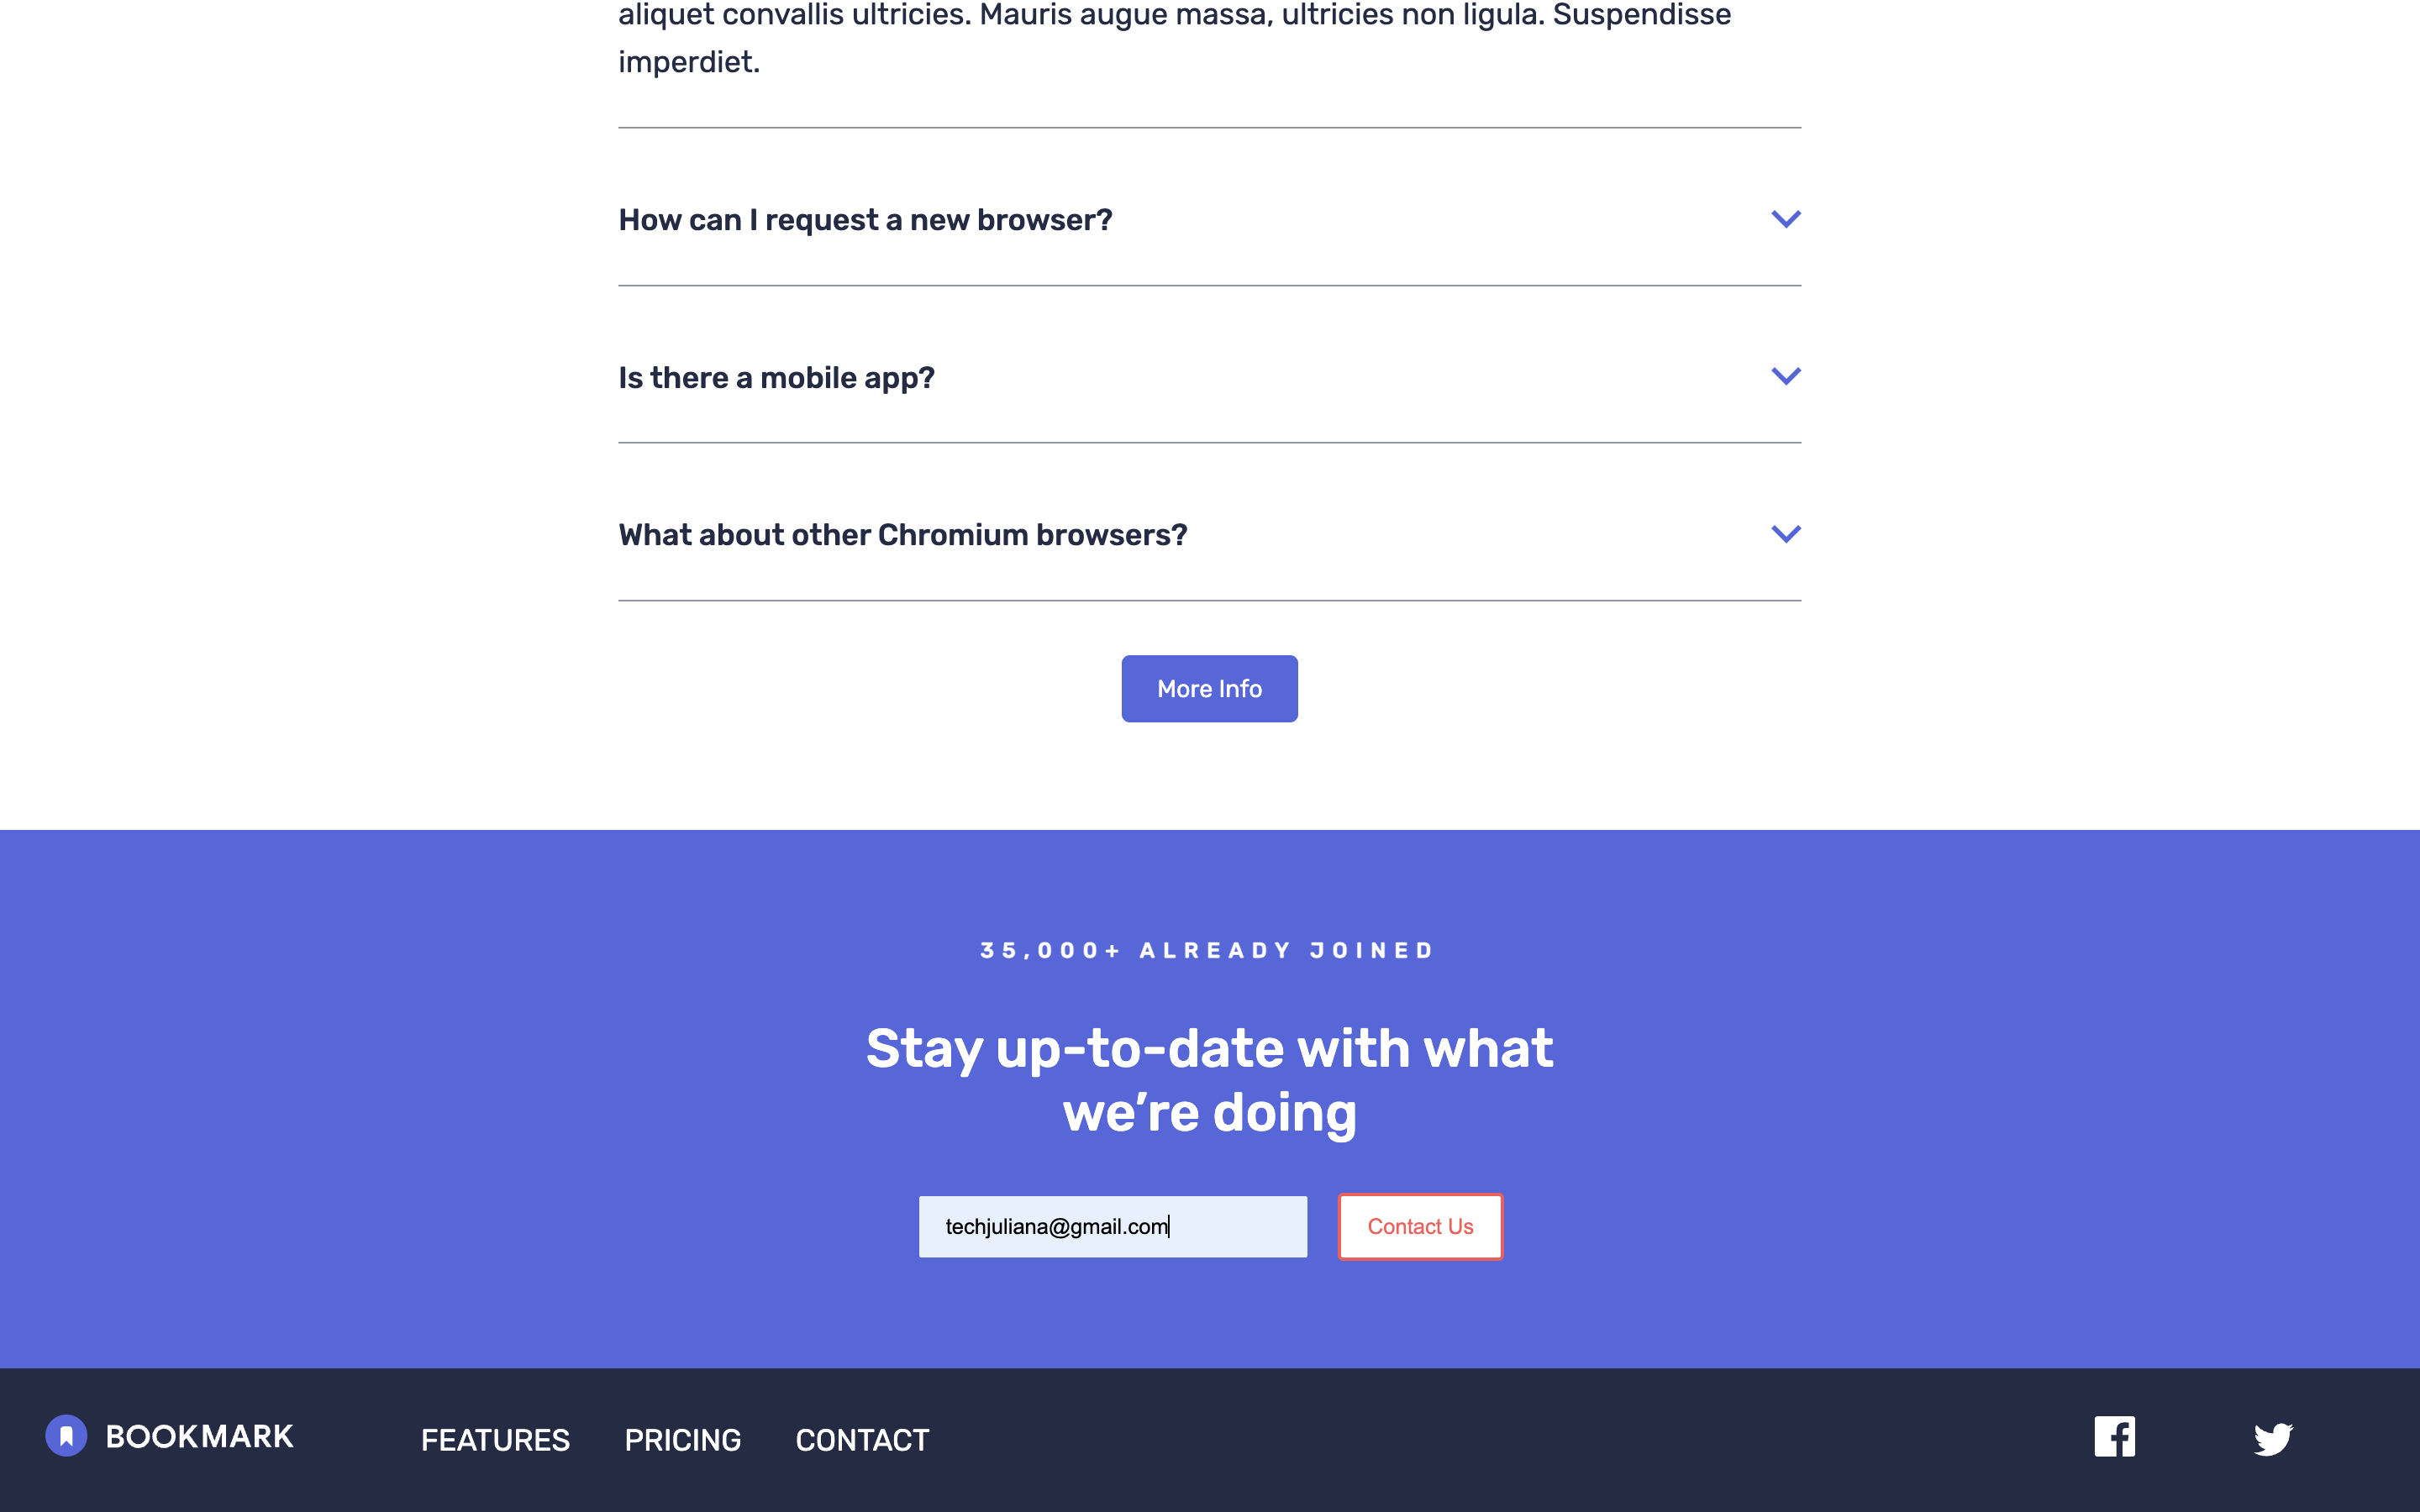 aliquet convallis ultricies. Mauris augue massa, ultricies non ligula. Suspendisse
imperdiet.
How can I request a new browser?
Is there a mobile app?
What about other Chromium browsers?
More Info
35,000+ ALREADY JOINED
Stay up-to-date with what
we’re doing
techjuliana@gmail.com
Contact Us
BOOKMARK
FEATURES
PRICING
CONTACT